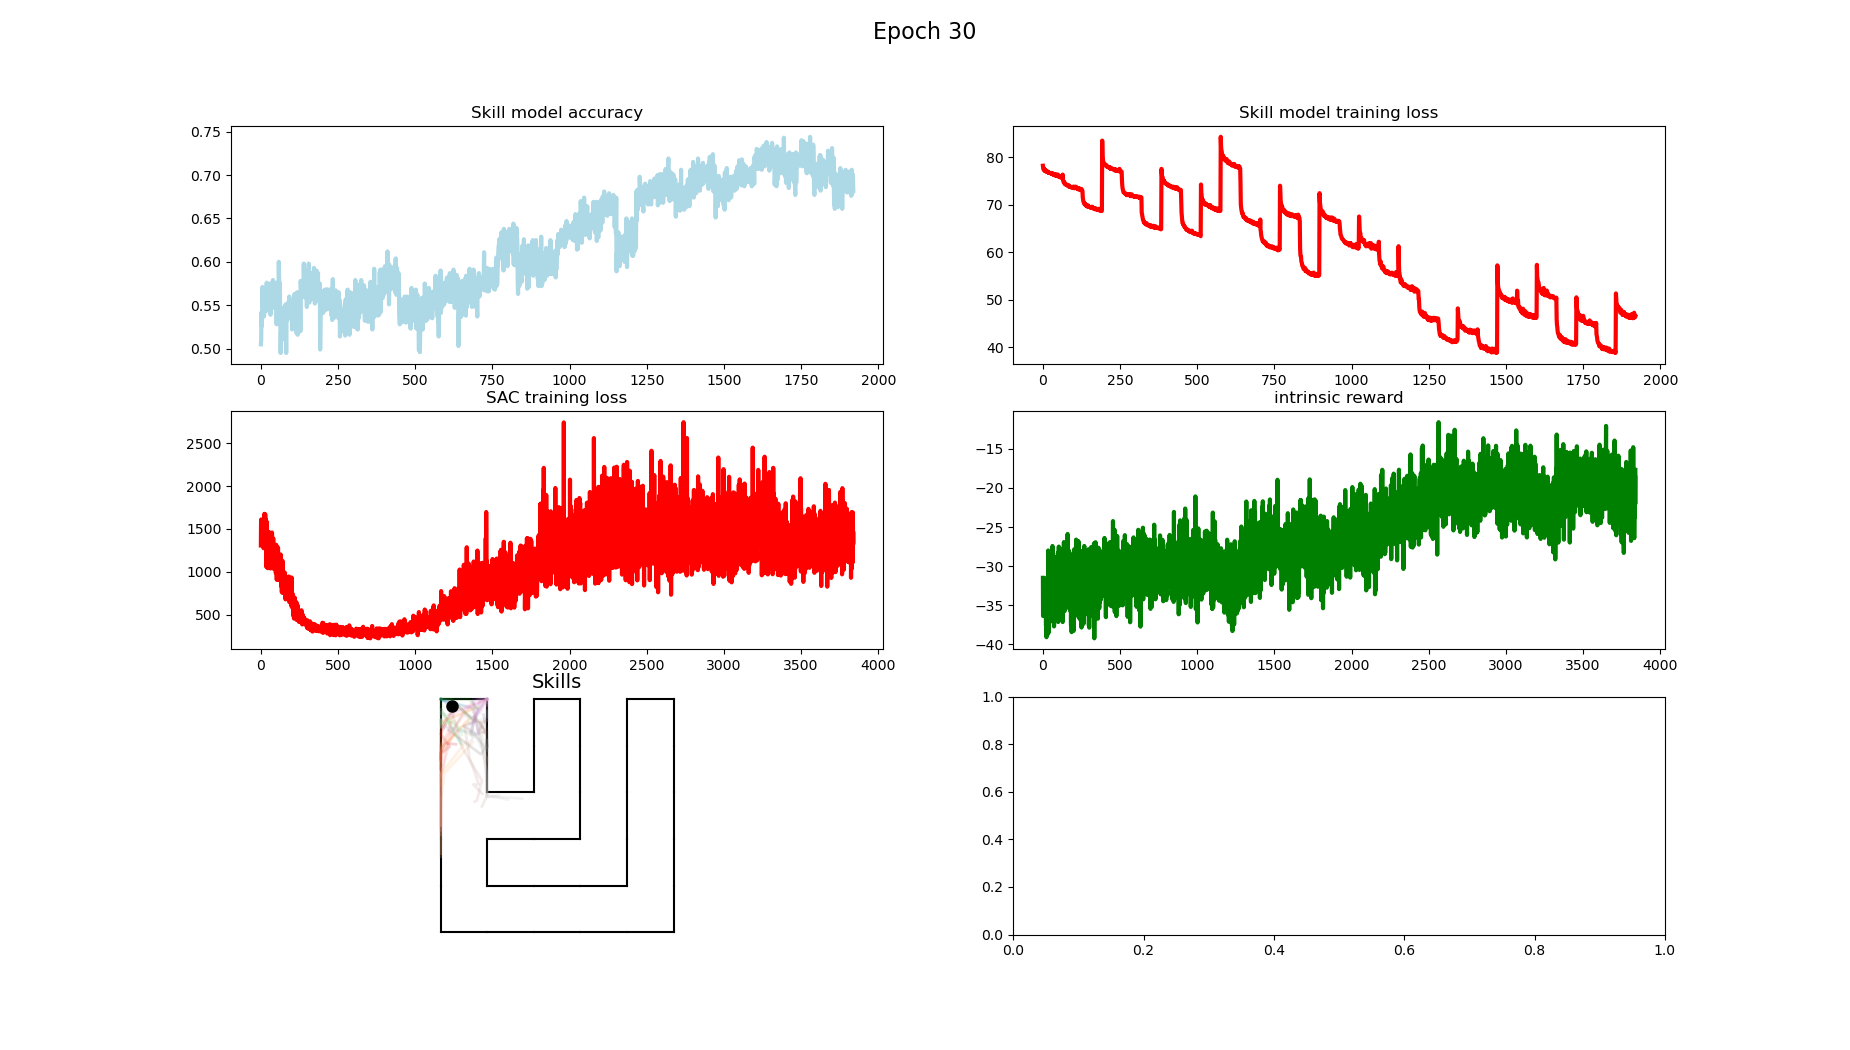 Epoch 30
Skill model accuracy
0.75
0.70
0.65
0.60
0.55
0.50
0 250 500 750 1000 1250 1500 1750 2000
Skill model training loss
80
70
60
50
40
0 250 500 750 1000 1250 1500 1750 2000
SAC training loss
2500
2000
1500
1000
500
0 500 1000 1500 2000 2500 3000 3500 4000
intrinsic reward
−15
−20
−25
−30
−35
−40
0 500 1000 1500 2000 2500 3000 3500 4000
Skills
1.0
0.8
0.6
0.4
0.2
0.0
0.0 0.2 0.4 0.6 0.8 1.0